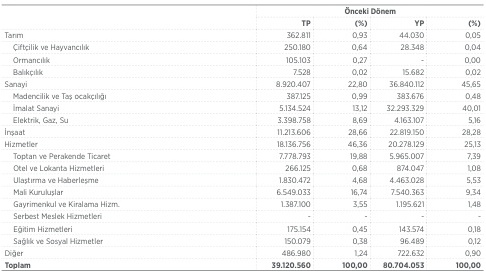 Önceki Dönem
TP (%) YP (%)
Tarım 362.811 0,93 44.030 0,05
Çiftçilik ve Hayvancılık 250.180 0,64 28.348 0,04
Ormancılık 105.103 0,27 - 0,00
Balıkçılık 7.528 0,02 15.682 0,02
Sanayi 8.920.407 22,80 36.840.112 45,65
Madencilik ve Taş ocakçılığı 387.125 0,99 383.676 0,48
İmalat Sanayi 5.134.524 13,12 32.293.329 40,01
Elektrik, Gaz, Su 3.398.758 8,69 4.163.107 5,16
İnşaat 11.213.606 28,66 22.819.150 28,28
Hizmetler 18.136.756 46,36 20.278.129 25,13
Toptan ve Perakende Ticaret 7.778.793 19,88 5.965.007 7,39
Otel ve Lokanta Hizmetleri 266.125 0,68 874.047 1,08
Ulaştırma ve Haberleşme 1.830.472 4,68 4.463.028 5,53
Mali Kuruluşlar 6.549.033 16,74 7.540.363 9,34
Gayrimenkul ve Kiralama Hizm. 1.387.100 3,55 1.195.621 1,48
Serbest Meslek Hizmetleri - - - -
Eğitim Hizmetleri 175.154 0,45 143.574 0,18
Sağlık ve Sosyal Hizmetler 150.079 0,38 96.489 0,12
Diğer 486.980 1,24 722.632 0,90
Toplam 39.120.560 100,00 80.704.053 100,00